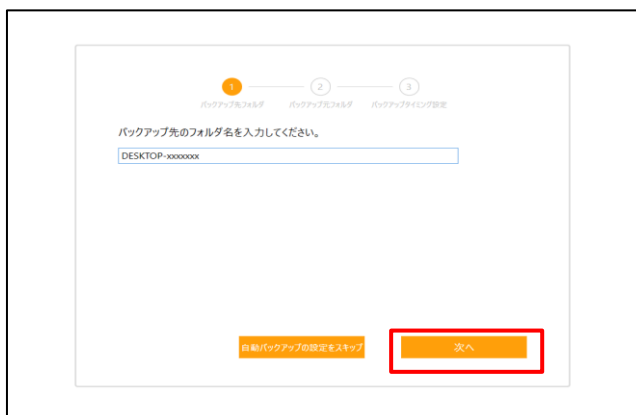 1 2 3
バックアップ先フォルダ バックアップ元フォルダ バックアップタイミング設定
バックアップ先のフォルダ名を入力してください。
DESKTOP-xxxxxxx
自動バックアップの設定をスキップ 次へ